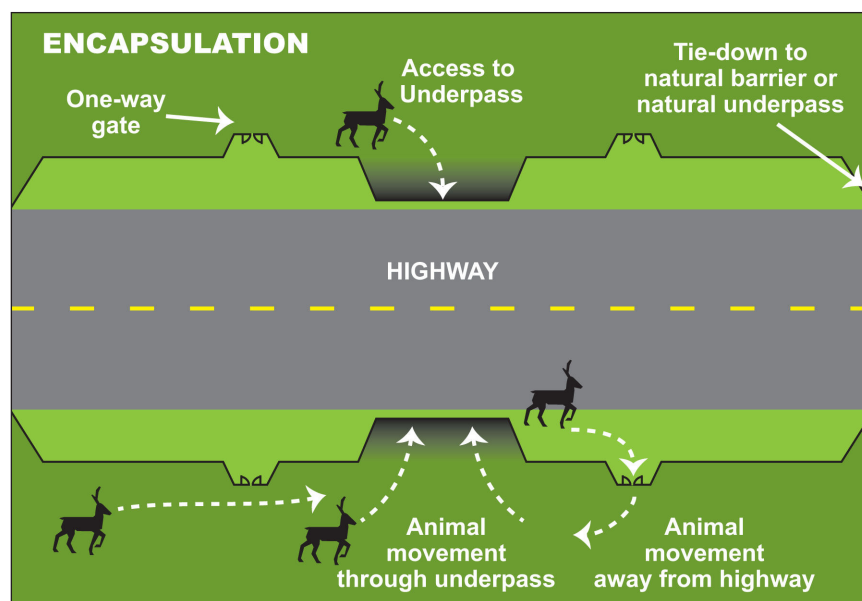 ENCAPSULATION
One-way
gate
Access to
Underpass
Tie-down to
natural barrier or
natural underpass
HIGHWAY
Animal
movement
through underpass
Animal
movement
away from highway